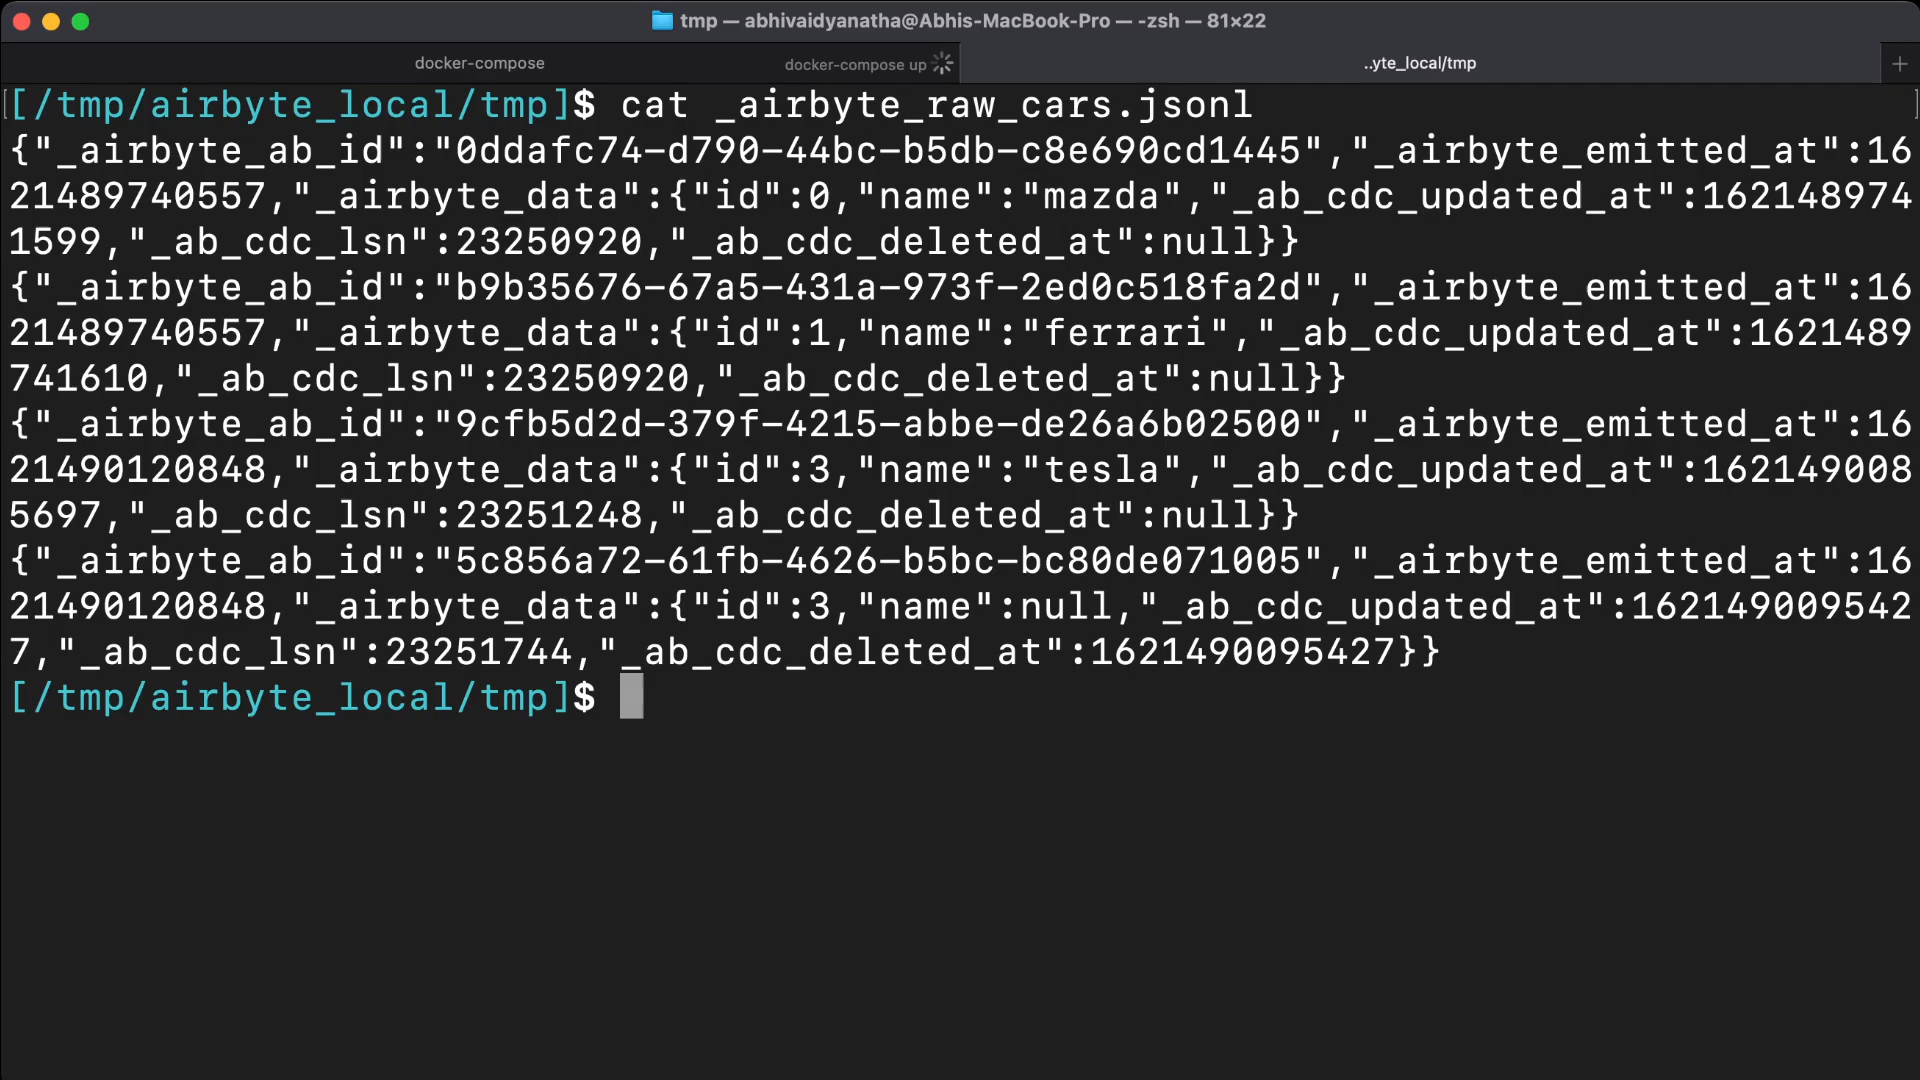 tmp — abhivaidyanatha@Abhis-MacBook-Pro — -zsh — 81×22
docker-compose
docker-compose up
..yte_local/tmp
[/tmp/airbyte_local/tmp]$ cat _airbyte_raw_cars.jsonl
{"_airbyte_ab_id":"0ddafc74-d790-44bc-b5db-c8e690cd1445","_airbyte_emitted_at":16
21489740557,"_airbyte_data":{"id":0,"name":"mazda","_ab_cdc_updated_at":162148974
1599,"_ab_cdc_lsn":23250920,"_ab_cdc_deleted_at":null}}
{"_airbyte_ab_id":"b9b35676-67a5-431a-973f-2ed0c518fa2d","_airbyte_emitted_at":16
21489740557,"_airbyte_data":{"id":1,"name":"ferrari","_ab_cdc_updated_at":1621489
741610,"_ab_cdc_lsn":23250920,"_ab_cdc_deleted_at":null}}
{"_airbyte_ab_id":"9cfb5d2d-379f-4215-abbe-de26a6b02500","_airbyte_emitted_at":16
21490120848,"_airbyte_data":{"id":3,"name":"tesla","_ab_cdc_updated_at":162149008
5697,"_ab_cdc_lsn":23251248,"_ab_cdc_deleted_at":null}}
{"_airbyte_ab_id":"5c856a72-61fb-4626-b5bc-bc80de071005","_airbyte_emitted_at":16
21490120848,"_airbyte_data":{"id":3,"name":null,"_ab_cdc_updated_at":162149009542
7,"_ab_cdc_lsn":23251744,"_ab_cdc_deleted_at":1621490095427}}
[/tmp/airbyte_local/tmp]$